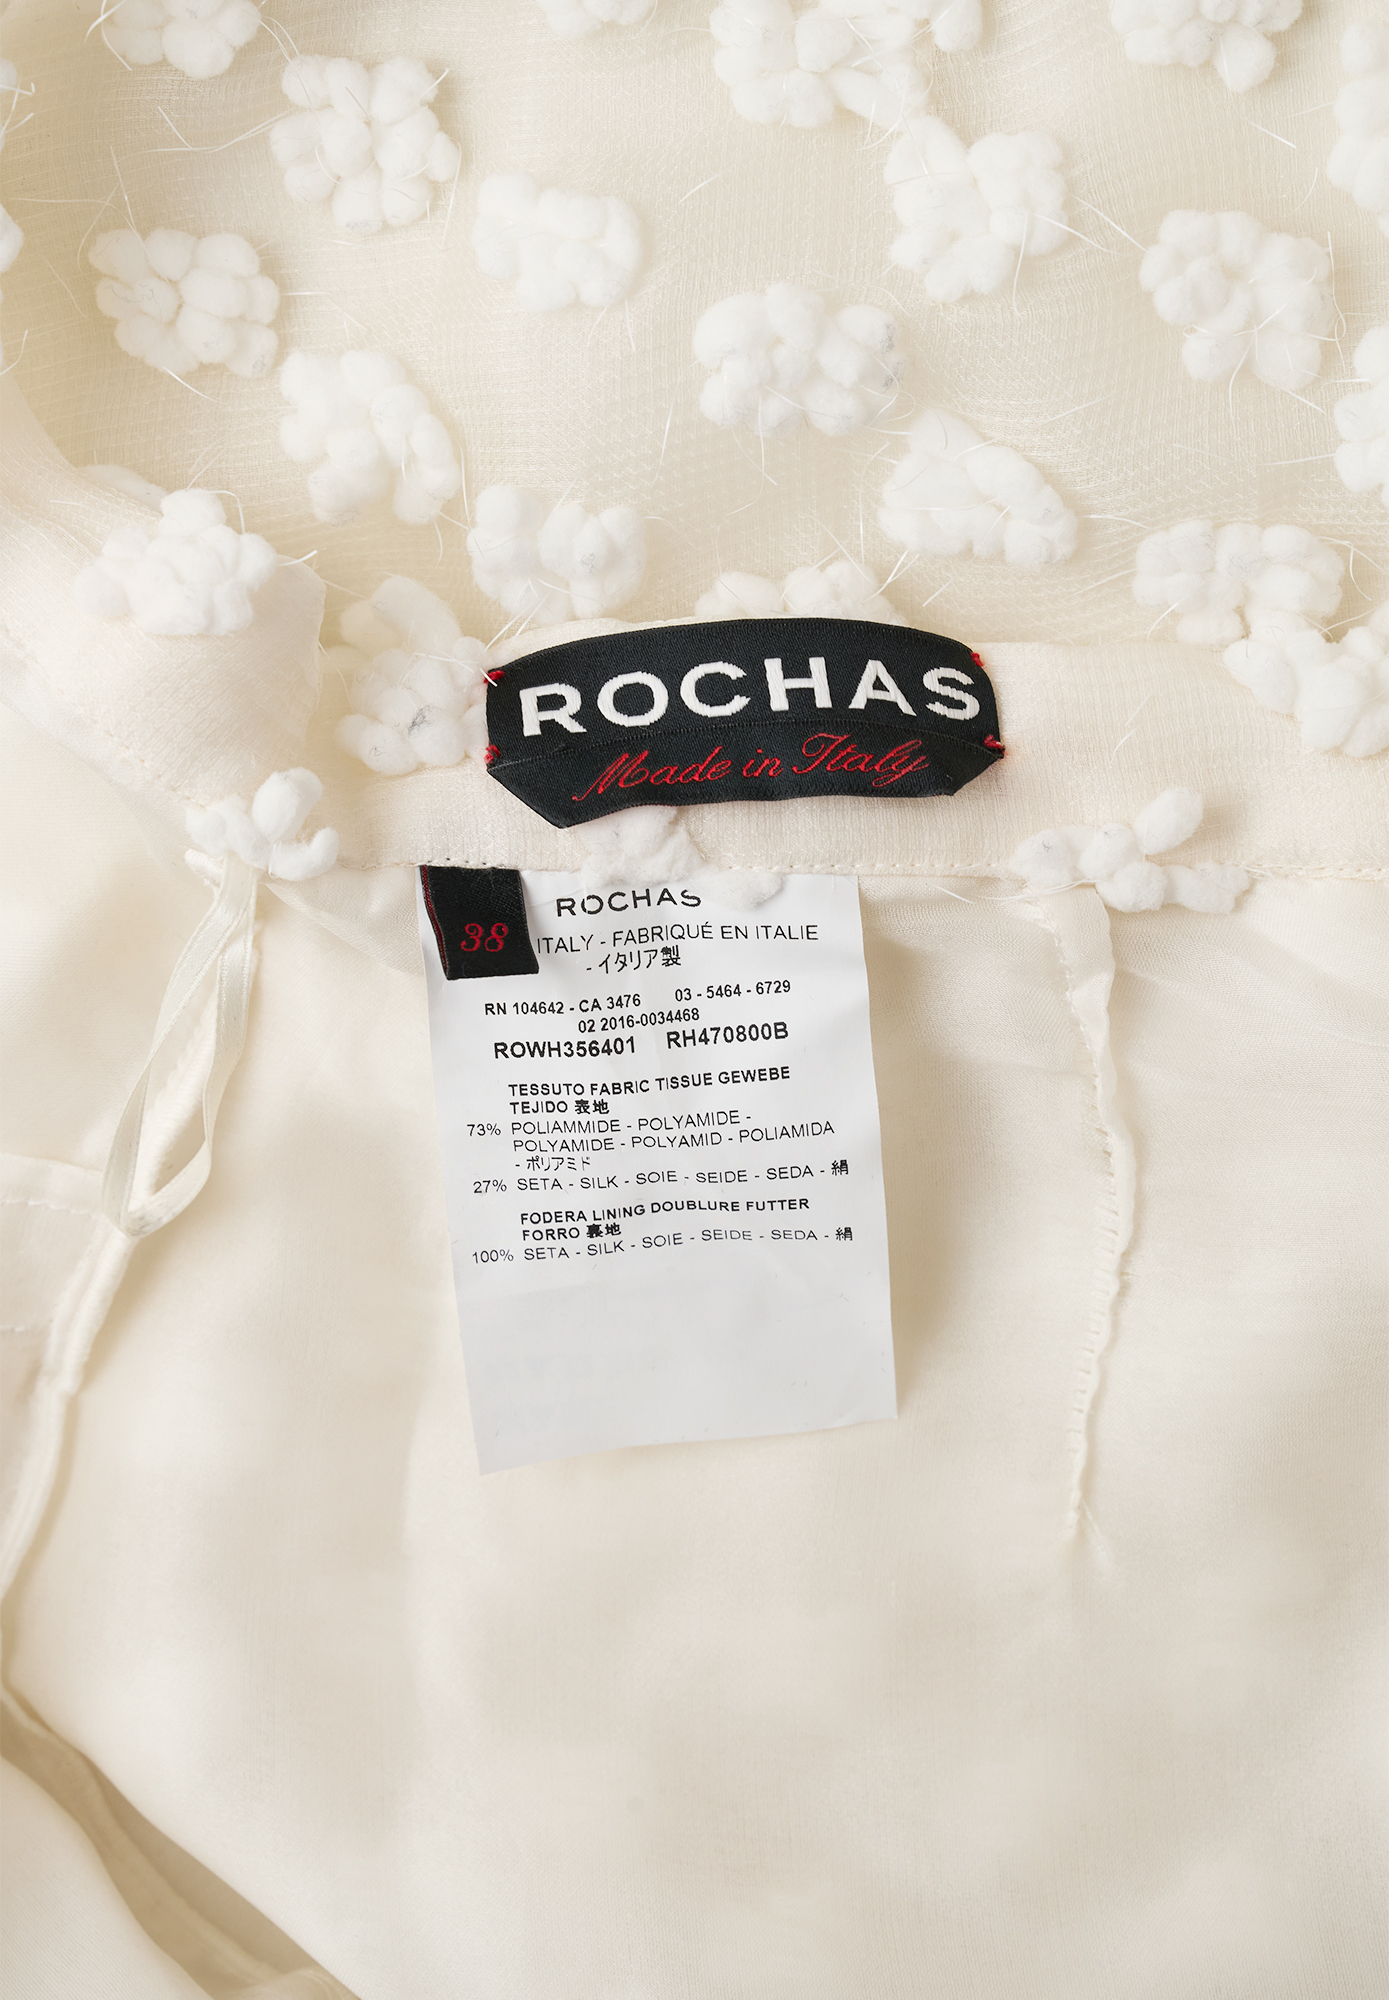 ROCHAS
Made in Italy
38
ROCHAS
ITALY - FABRIQUÉ EN ITALIE
- イタリア製
RN 104642 - CA 3476 03 - 5464 - 6729
02 2016-0034468
ROWH356401 RH470800B
TESSUTO FABRIC TISSUE GEWEBE
TEJIDO 表地
73% POLIAMMIDE - POLYAMIDE -
POLYAMIDE - POLYAMID - POLIAMIDA
- ポリアミド
27% SETA - SILK - SOIE - SEIDE - SEDA - 絹
FODERA LINING DOUBLURE FUTTER
FORRO 裏地
100% SETA - SILK - SOIE - SEIDE - SEDA - 絹